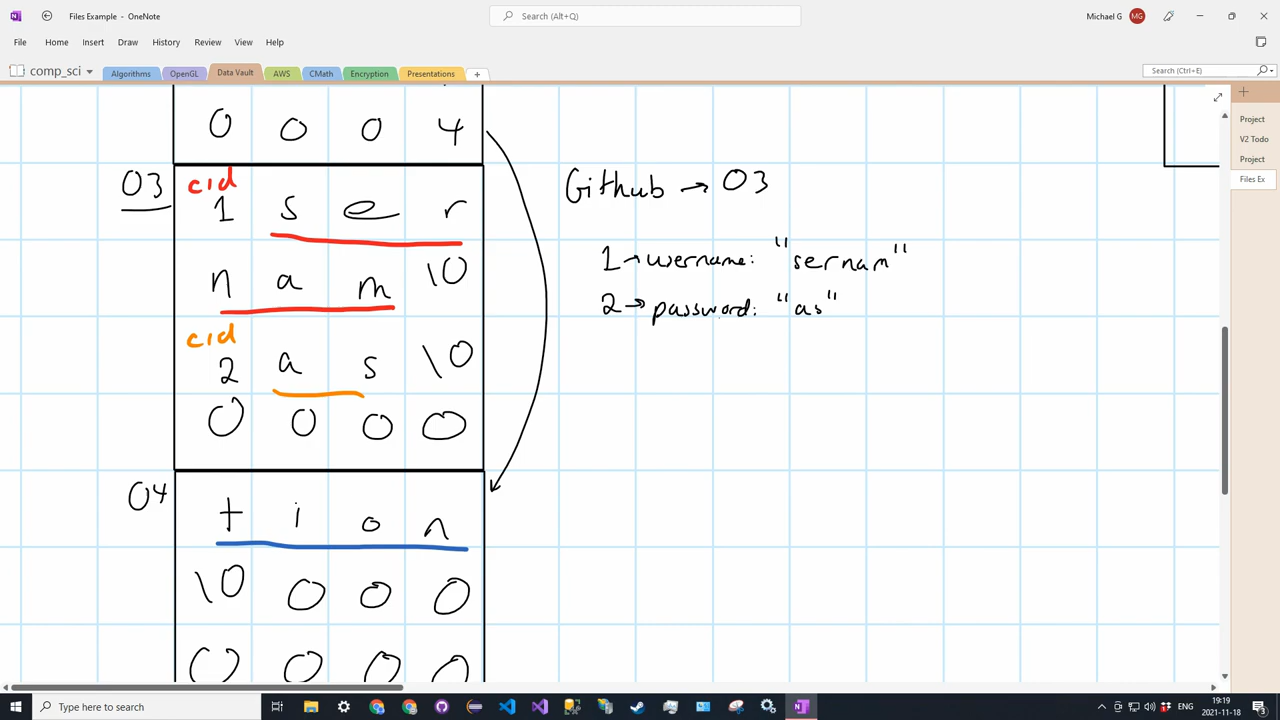 Files Example - OneNote
Search (Alt+Q)
Michael G
MG
File Home Insert Draw History Review View Help
comp_sci
Algorithms OpenGL Data Vault AWS CMath Encryption Presentations +
Search (Ctrl+E)
Project
V2 Todo
Project
Files Ex
0 0 0 4
03
cid
1 s e r
n a m \0
cid
2 a s \0
0 0 0 0
04
t i o n
\0 0 0 0
0 0 0 0
Github → 03
1 → username: "sernam"
2 → password: "as"
Type here to search
ENG
19:19
2021-11-18